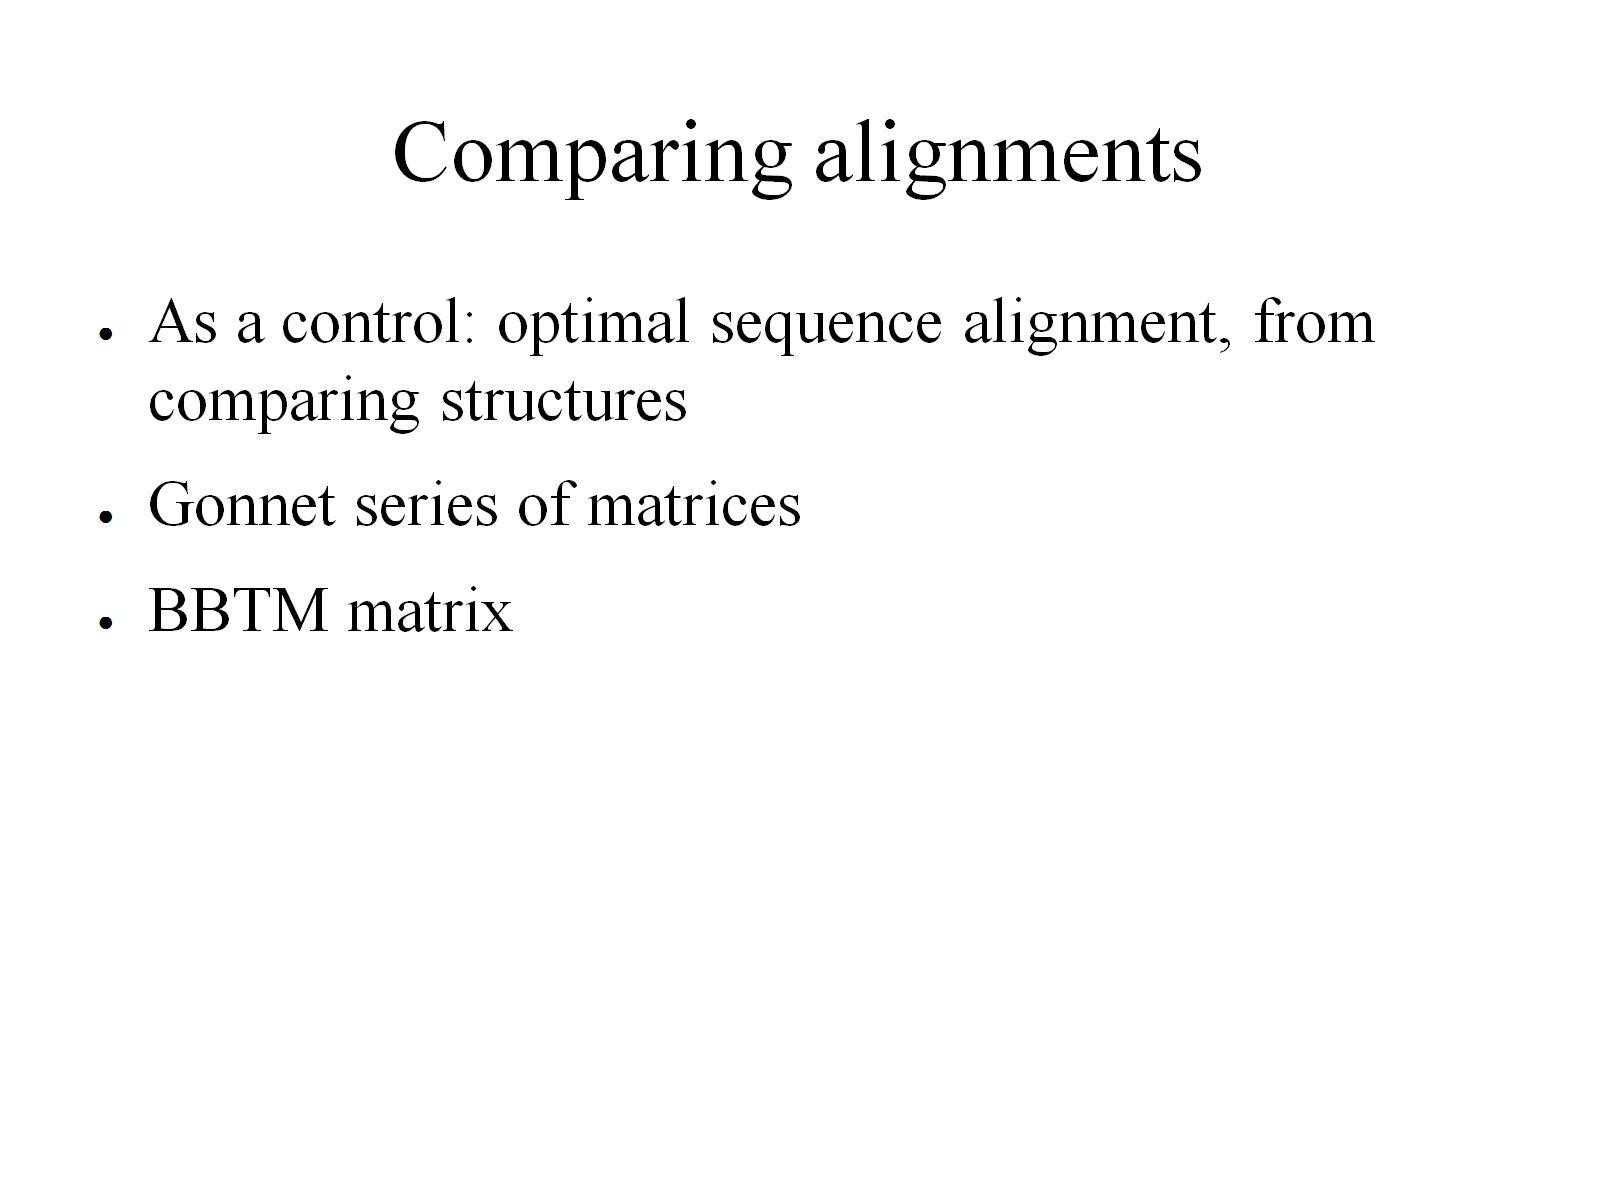 Comparing alignments
● As a control: optimal sequence alignment, from
comparing structures
● Gonnet series of matrices
● BBTM matrix